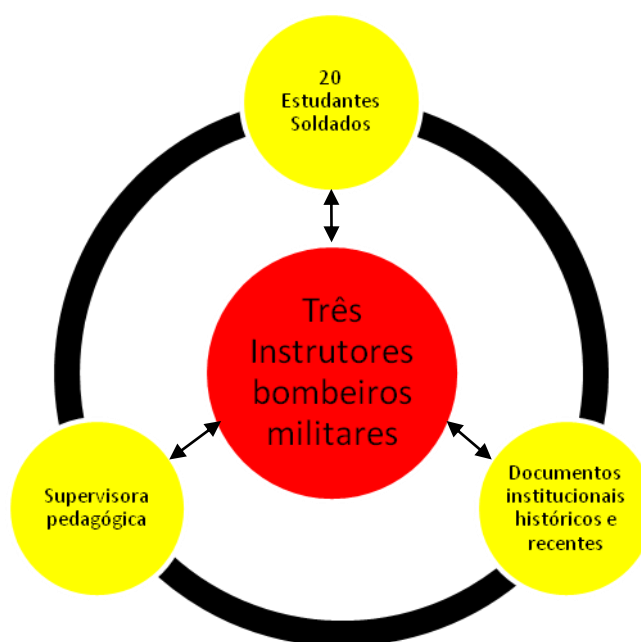 20
Estudantes
Soldados
Três
Instrutores
bombeiros
militares
Supervisora
pedagógica
Documentos
institucionais
históricos e
recentes